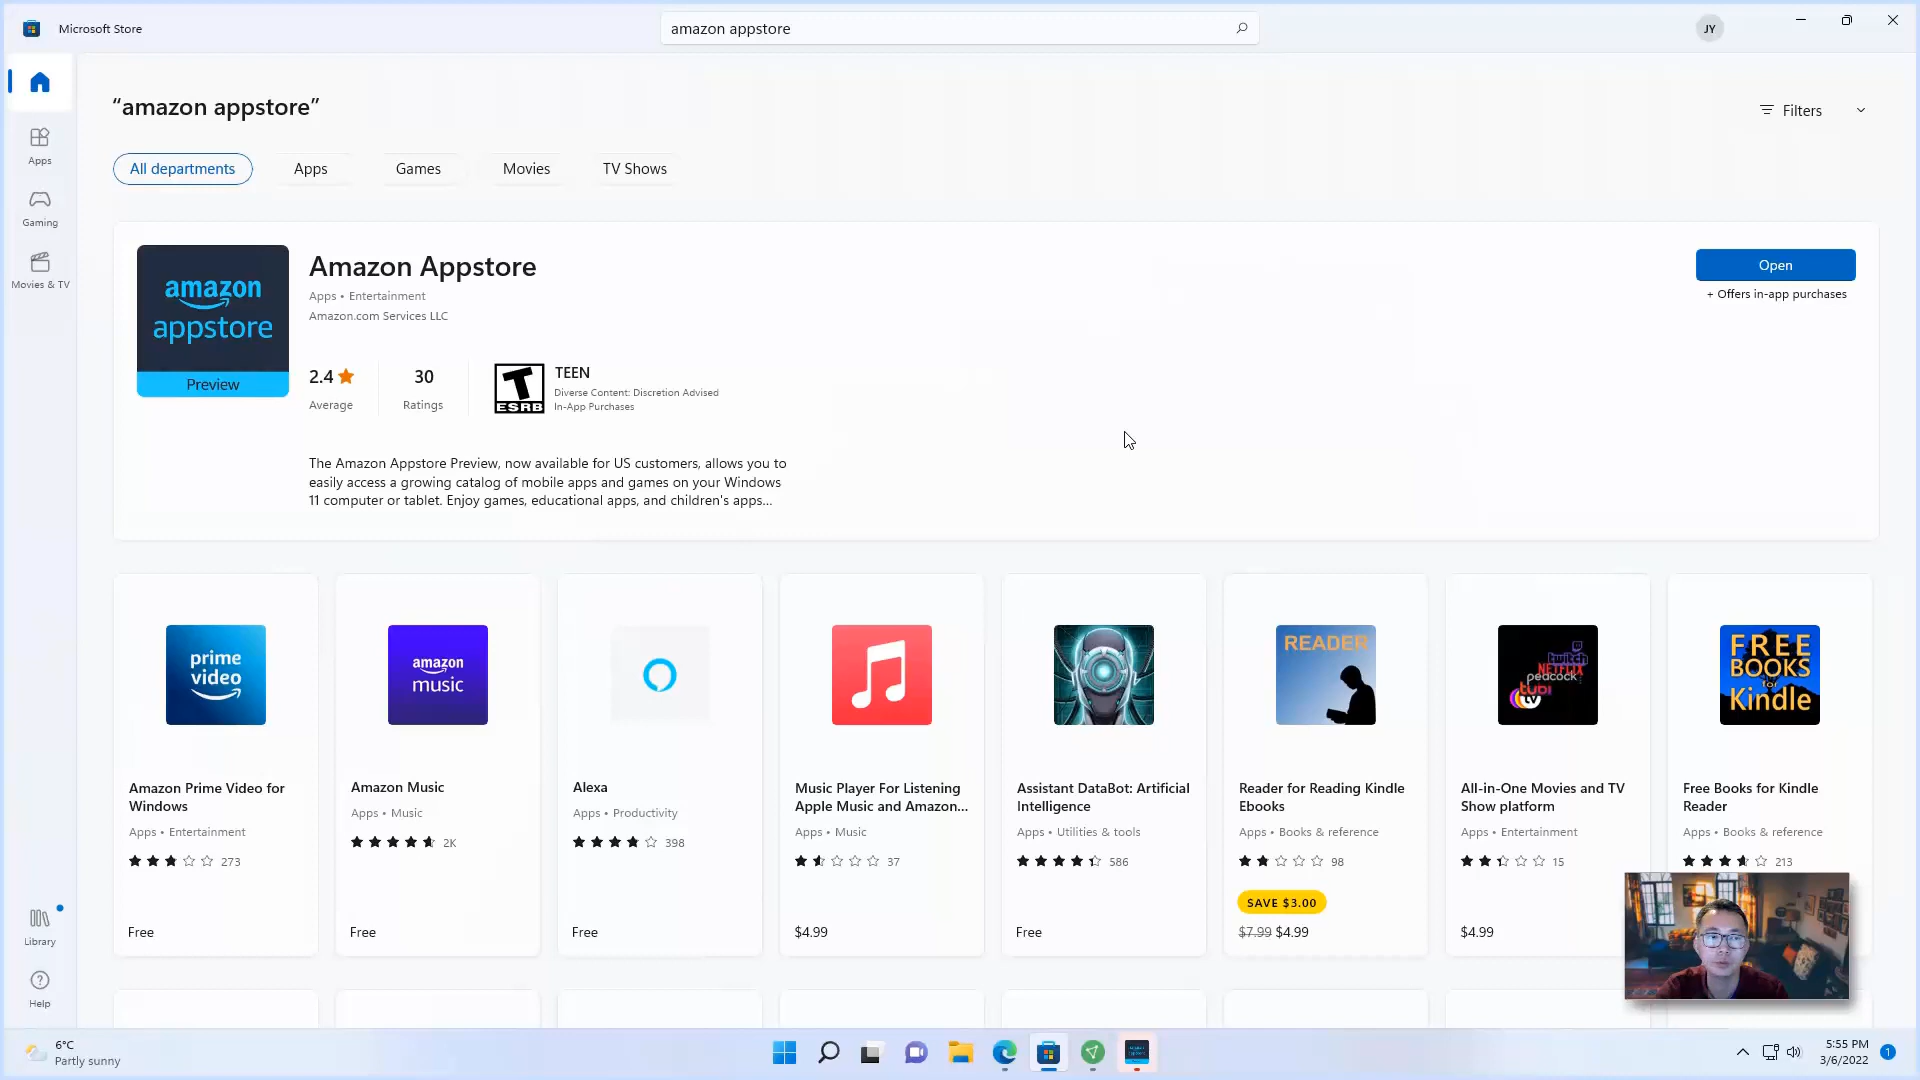 Microsoft Store
amazon appstore
JY
“amazon appstore”
Filters
All departments
Apps
Games
Movies
TV Shows
Apps
Gaming
Movies & TV
amazon
appstore
Preview
Amazon Appstore
Apps • Entertainment
Amazon.com Services LLC
Open
+ Offers in-app purchases
2.4
Average
30
Ratings
T
ESRB
TEEN
Diverse Content: Discretion Advised
In-App Purchases
The Amazon Appstore Preview, now available for US customers, allows you to
easily access a growing catalog of mobile apps and games on your Windows
11 computer or tablet. Enjoy games, educational apps, and children's apps...
prime
video
Amazon Prime Video for
Windows
Apps • Entertainment
273
Free
amazon
music
Amazon Music
Apps • Music
2K
Free
Alexa
Apps • Productivity
398
Free
Music Player For Listening
Apple Music and Amazon...
Apps • Music
37
$4.99
Assistant DataBot: Artificial
Intelligence
Apps • Utilities & tools
586
Free
READER
Reader for Reading Kindle
Ebooks
Apps • Books & reference
98
SAVE $3.00
$7.99 $4.99
twitch
NETFLIX
peacock
tubi
tv
All-in-One Movies and TV
Show platform
Apps • Entertainment
15
$4.99
FREE
BOOKS
for
Kindle
Free Books for Kindle
Reader
Apps • Books & reference
213
Library
Help
6°C
Partly sunny
5:55 PM
3/6/2022
1